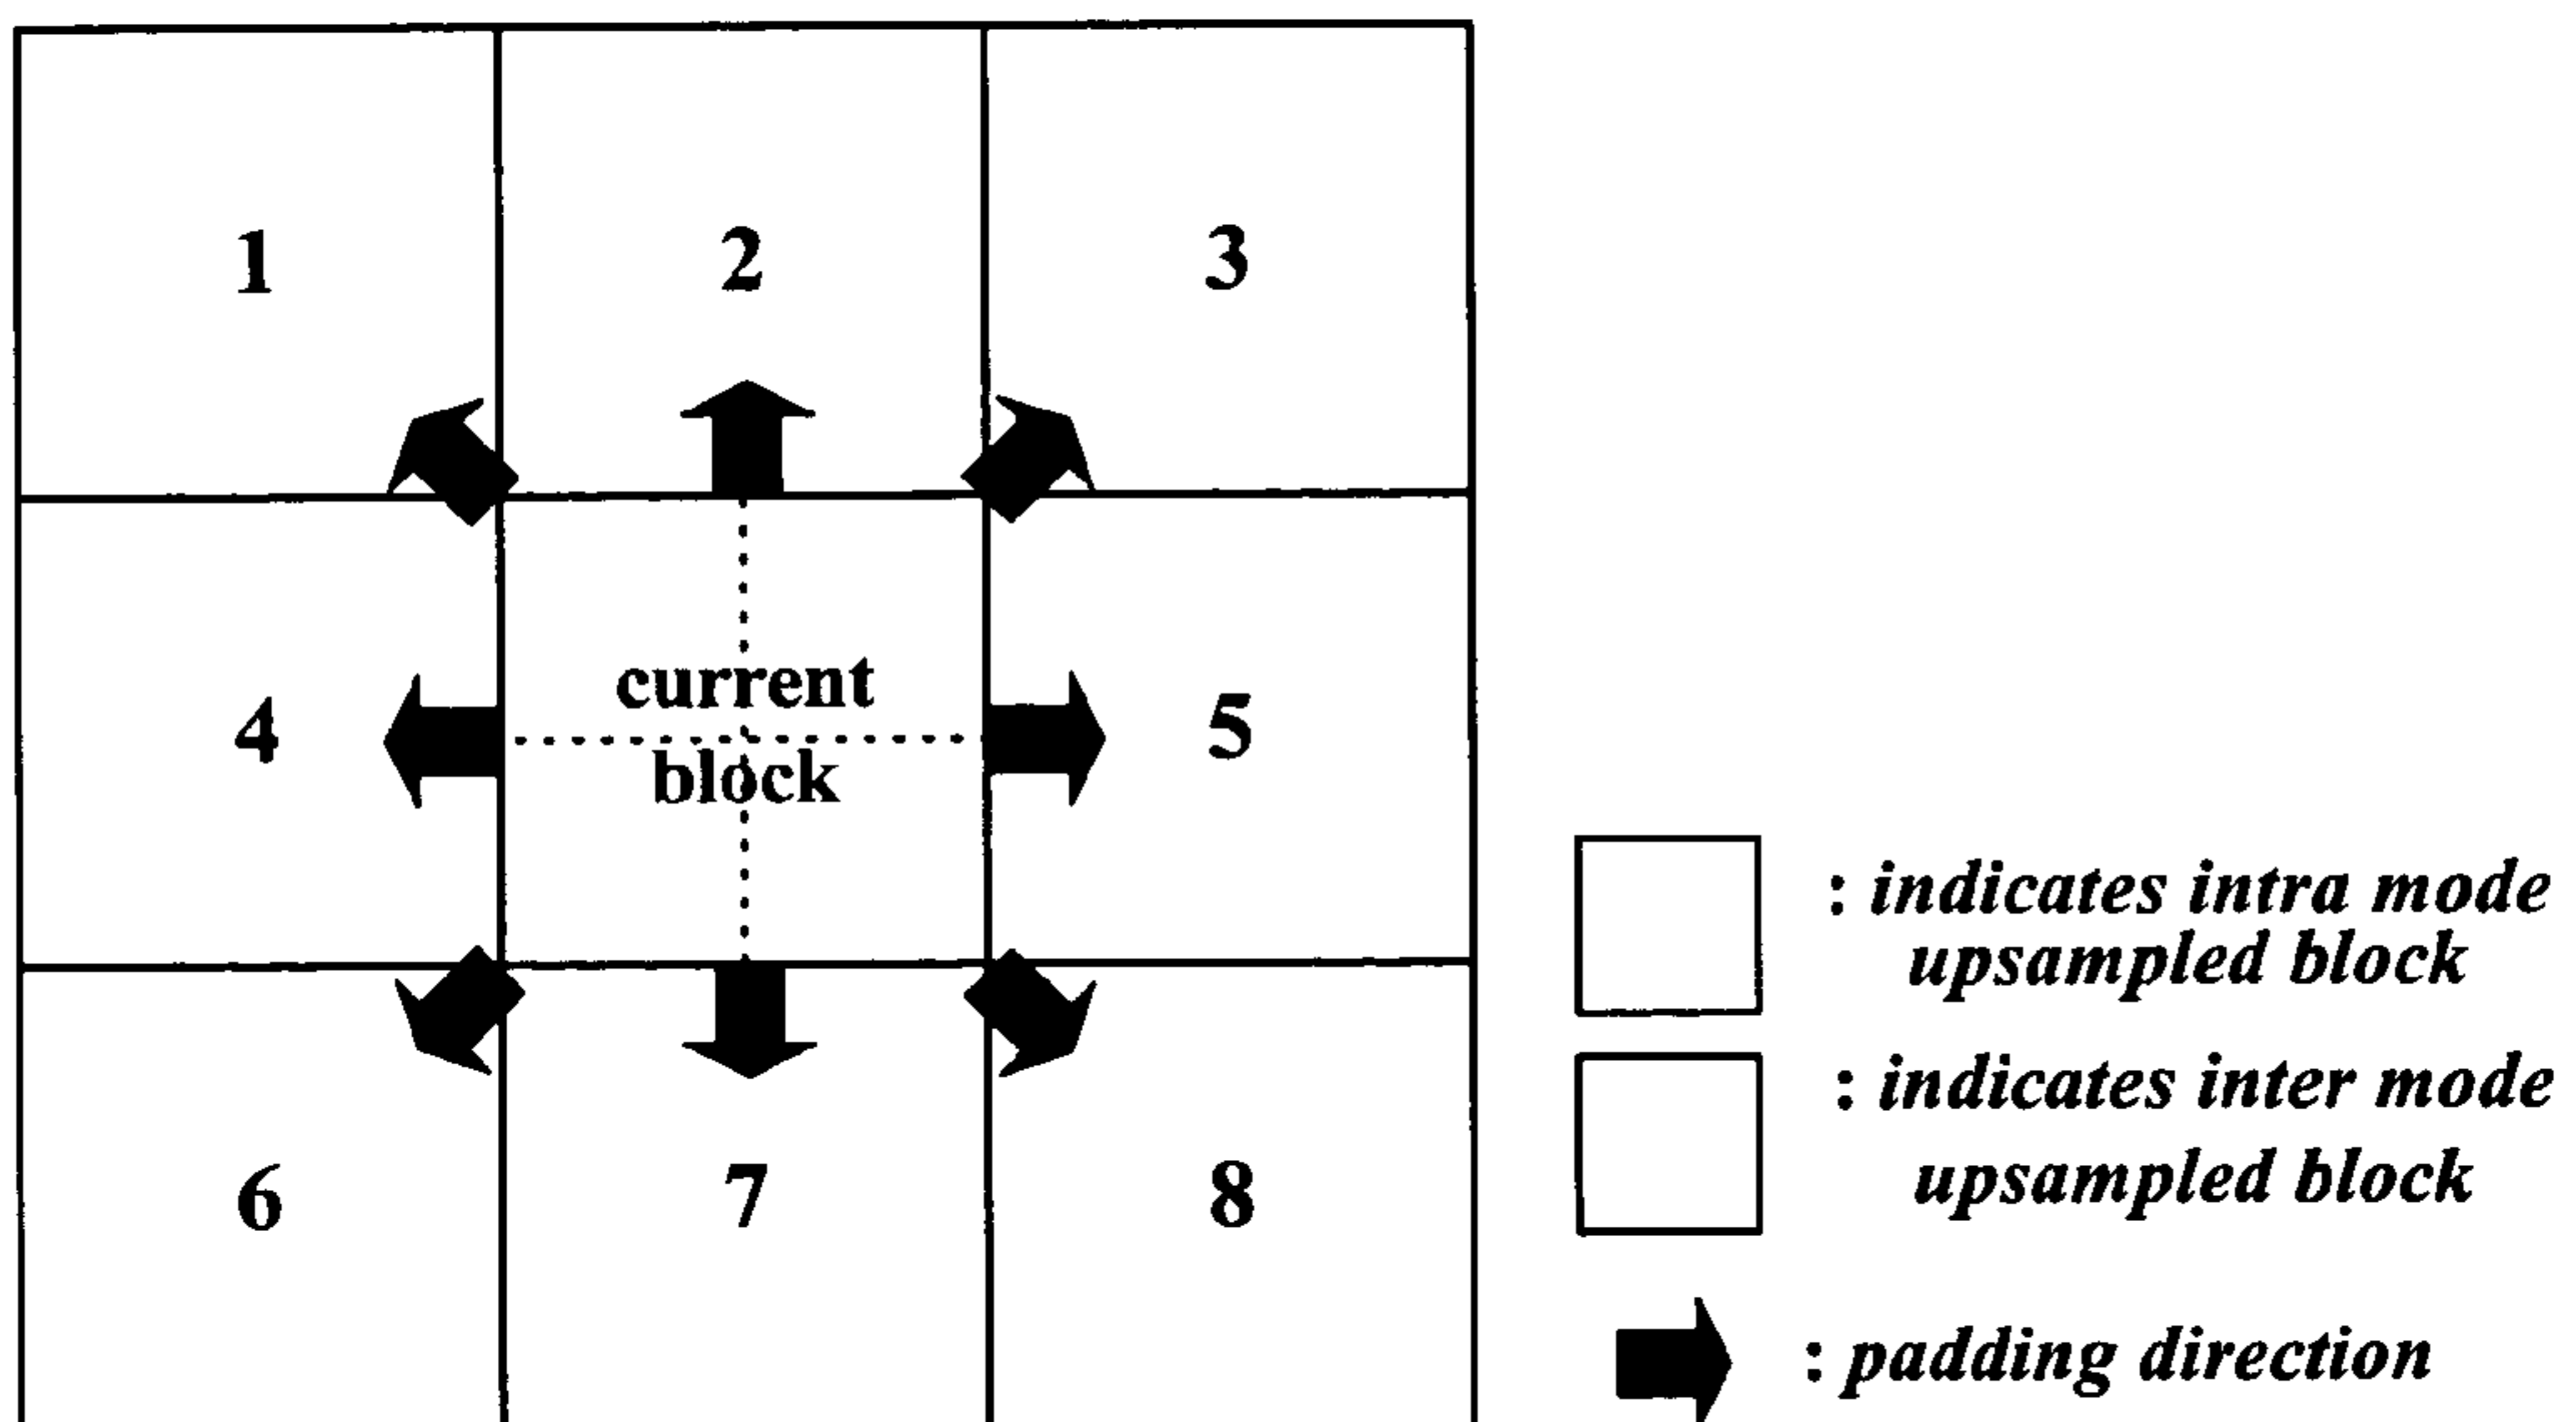 1 2 3
4 current 5
block
6 7 8
: indicates intra mode
upsampled block
: indicates inter mode
upsampled block
: padding direction